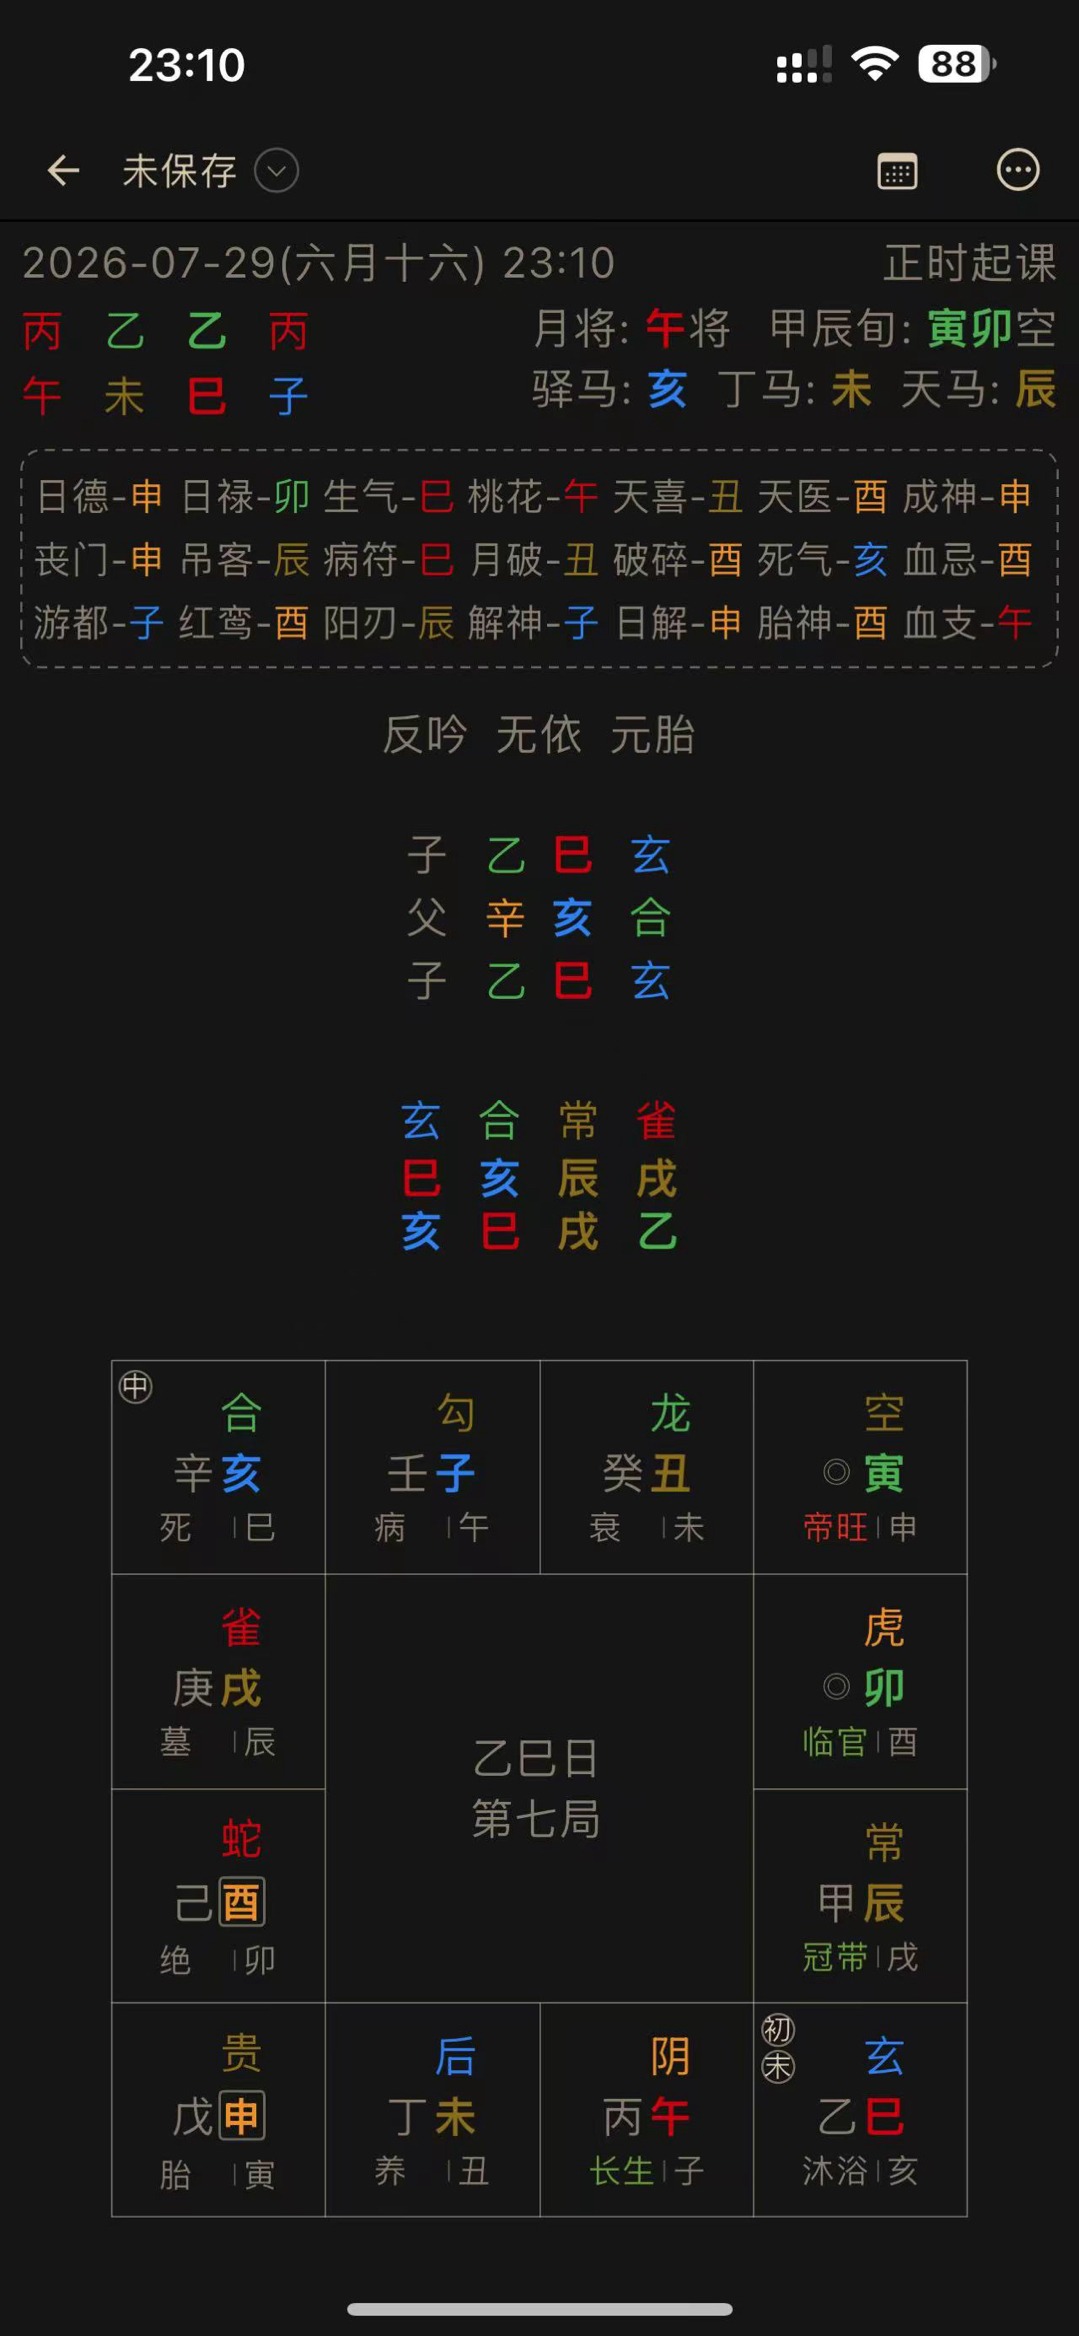 23:10 88
未保存
2026-07-29(六月十六) 23:10 正时起课
丙 乙 乙 丙 月将: 午将 甲辰旬: 寅卯空
午 未 巳 子 驿马: 亥 丁马: 未 天马: 辰
日德-申 日禄-卯 生气-巳 桃花-午 天喜-丑 天医-酉 成神-申
丧门-申 吊客-辰 病符-巳 月破-丑 破碎-酉 死气-亥 血忌-酉
游都-子 红鸾-酉 阳刃-辰 解神-子 日解-申 胎神-酉 血支-午
反吟 无依 元胎
子 乙 巳 玄
父 辛 亥 合
子 乙 巳 玄
玄 合 常 雀
巳 亥 辰 戌
亥 巳 戌 乙
中 合 勾 龙 空
辛亥 壬子 癸丑 ◎寅
死|巳 病|午 衰|未 帝旺|申
雀 虎
庚戌 ◎卯
墓|辰 临官|酉
乙巳日
第七局
蛇 常
己酉 甲辰
绝|卯 冠带|戌
贵 后 阴 初 末 玄
戊申 丁未 丙午 乙巳
胎|寅 养|丑 长生|子 沐浴|亥